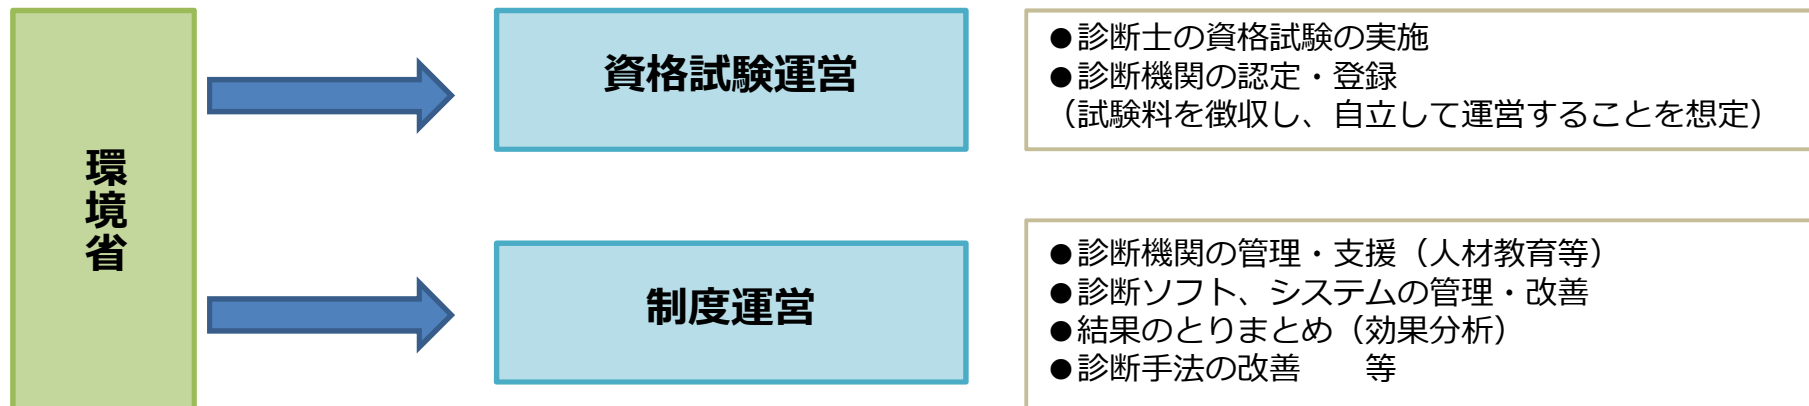 環境省
資格試験運営
●診断士の資格試験の実施
●診断機関の認定・登録
（試験料を徴収し、自立して運営することを想定）
制度運営
●診断機関の管理・支援（人材教育等）
●診断ソフト、システムの管理・改善
●結果のとりまとめ（効果分析）
●診断手法の改善　　等